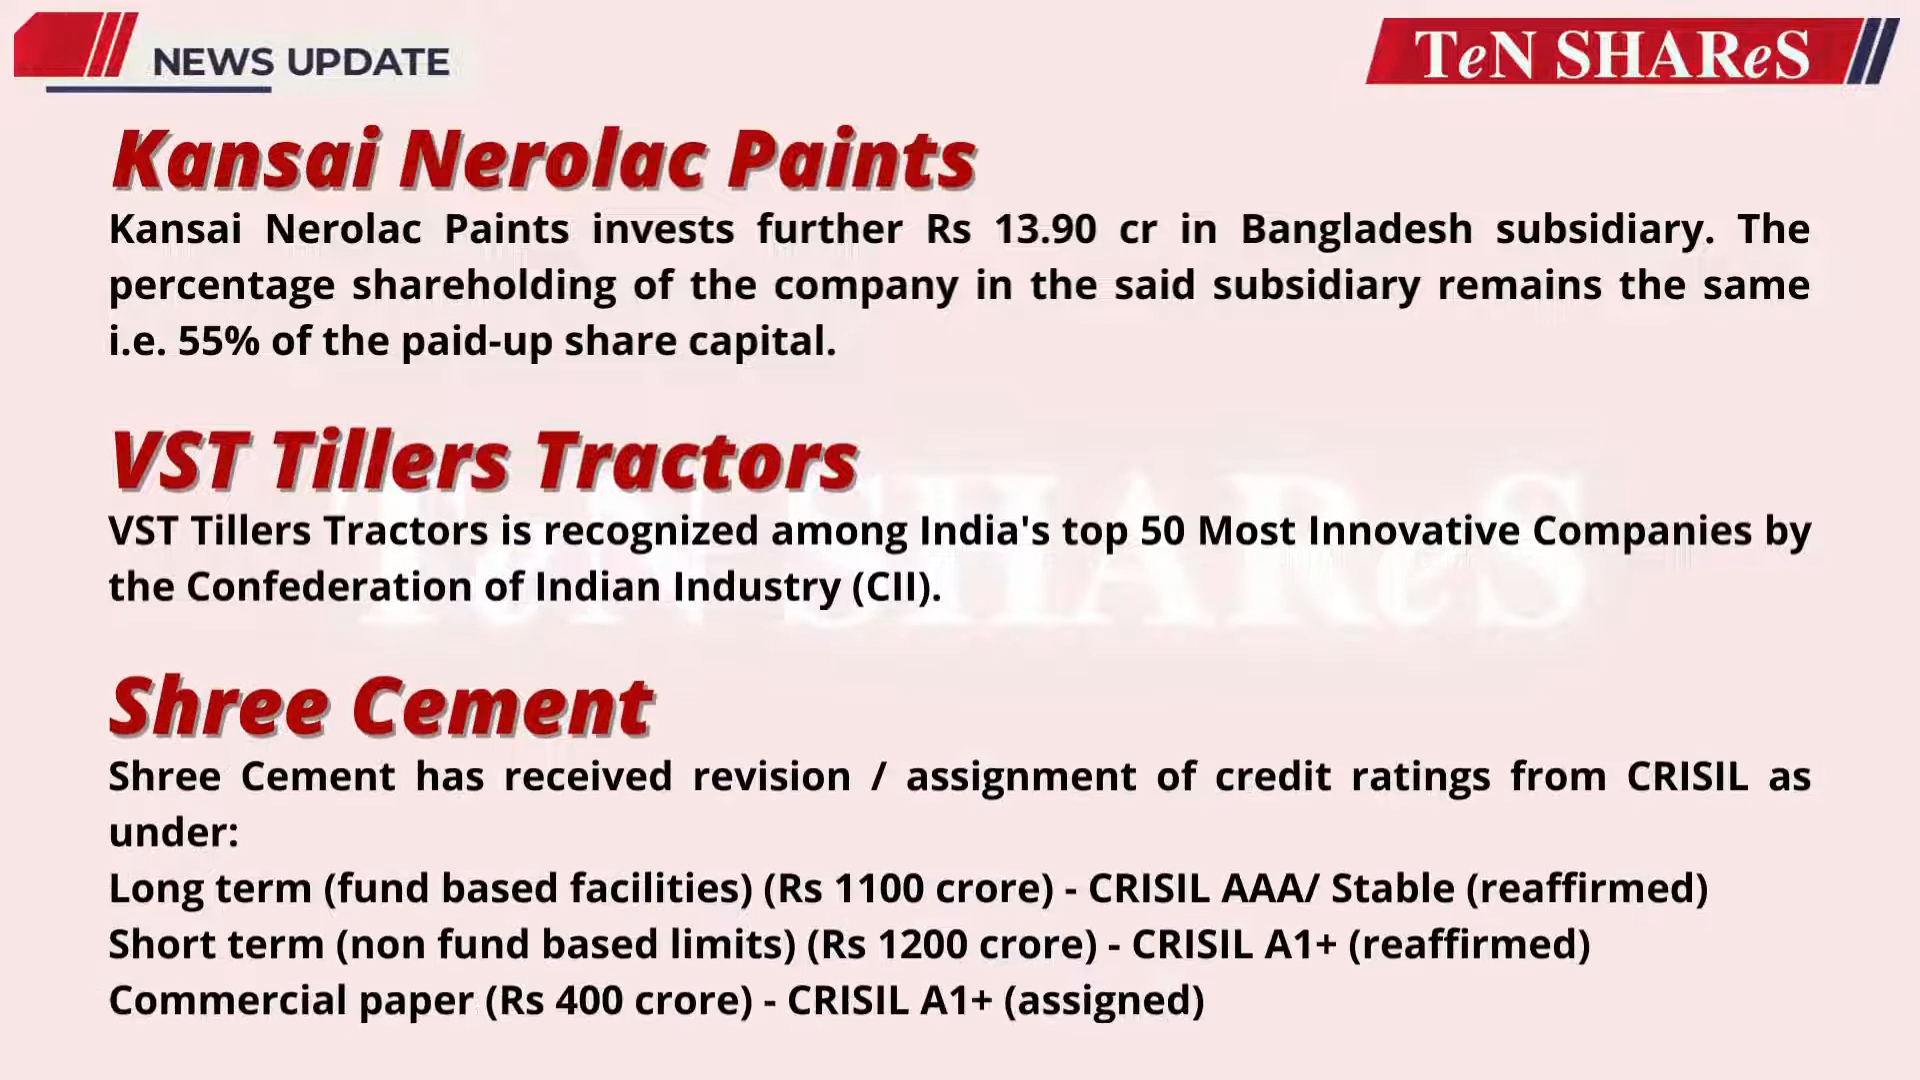 NEWS UPDATE
TeN SHAReS
Kansai Nerolac Paints
Kansai Nerolac Paints invests further Rs 13.90 cr in Bangladesh subsidiary. The
percentage shareholding of the company in the said subsidiary remains the same
i.e. 55% of the paid-up share capital.
VST Tillers Tractors
VST Tillers Tractors is recognized among India's top 50 Most Innovative Companies by
the Confederation of Indian Industry (CII).
TeN SHAReS
Shree Cement
Shree Cement has received revision / assignment of credit ratings from CRISIL as
under:
Long term (fund based facilities) (Rs 1100 crore) - CRISIL AAA/ Stable (reaffirmed)
Short term (non fund based limits) (Rs 1200 crore) - CRISIL A1+ (reaffirmed)
Commercial paper (Rs 400 crore) - CRISIL A1+ (assigned)